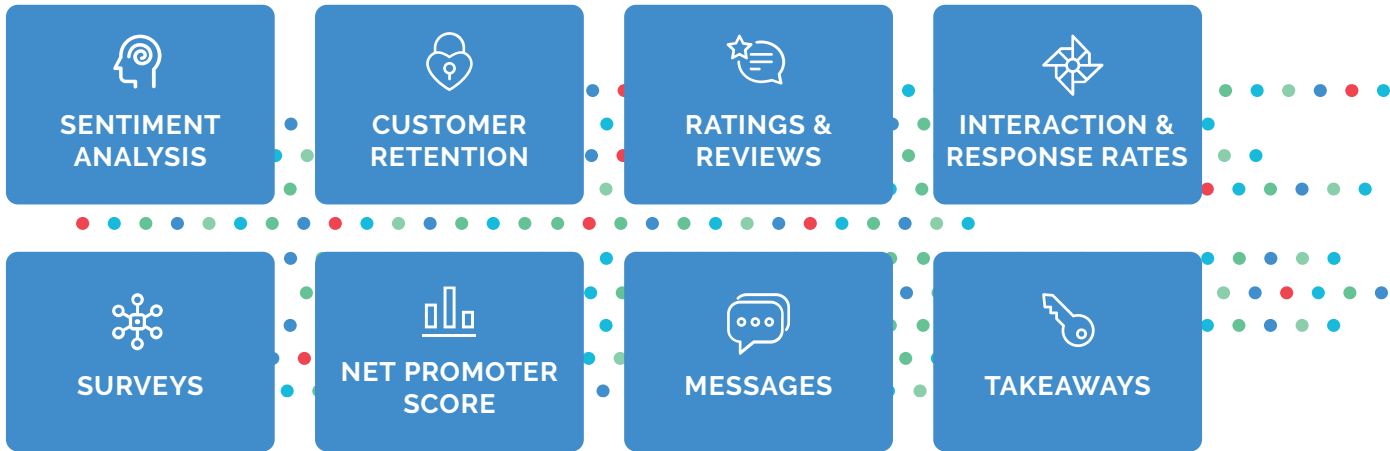 SENTIMENT
ANALYSIS
CUSTOMER
RETENTION
RATINGS &
REVIEWS
INTERACTION &
RESPONSE RATES
SURVEYS
NET PROMOTER
SCORE
MESSAGES
TAKEAWAYS